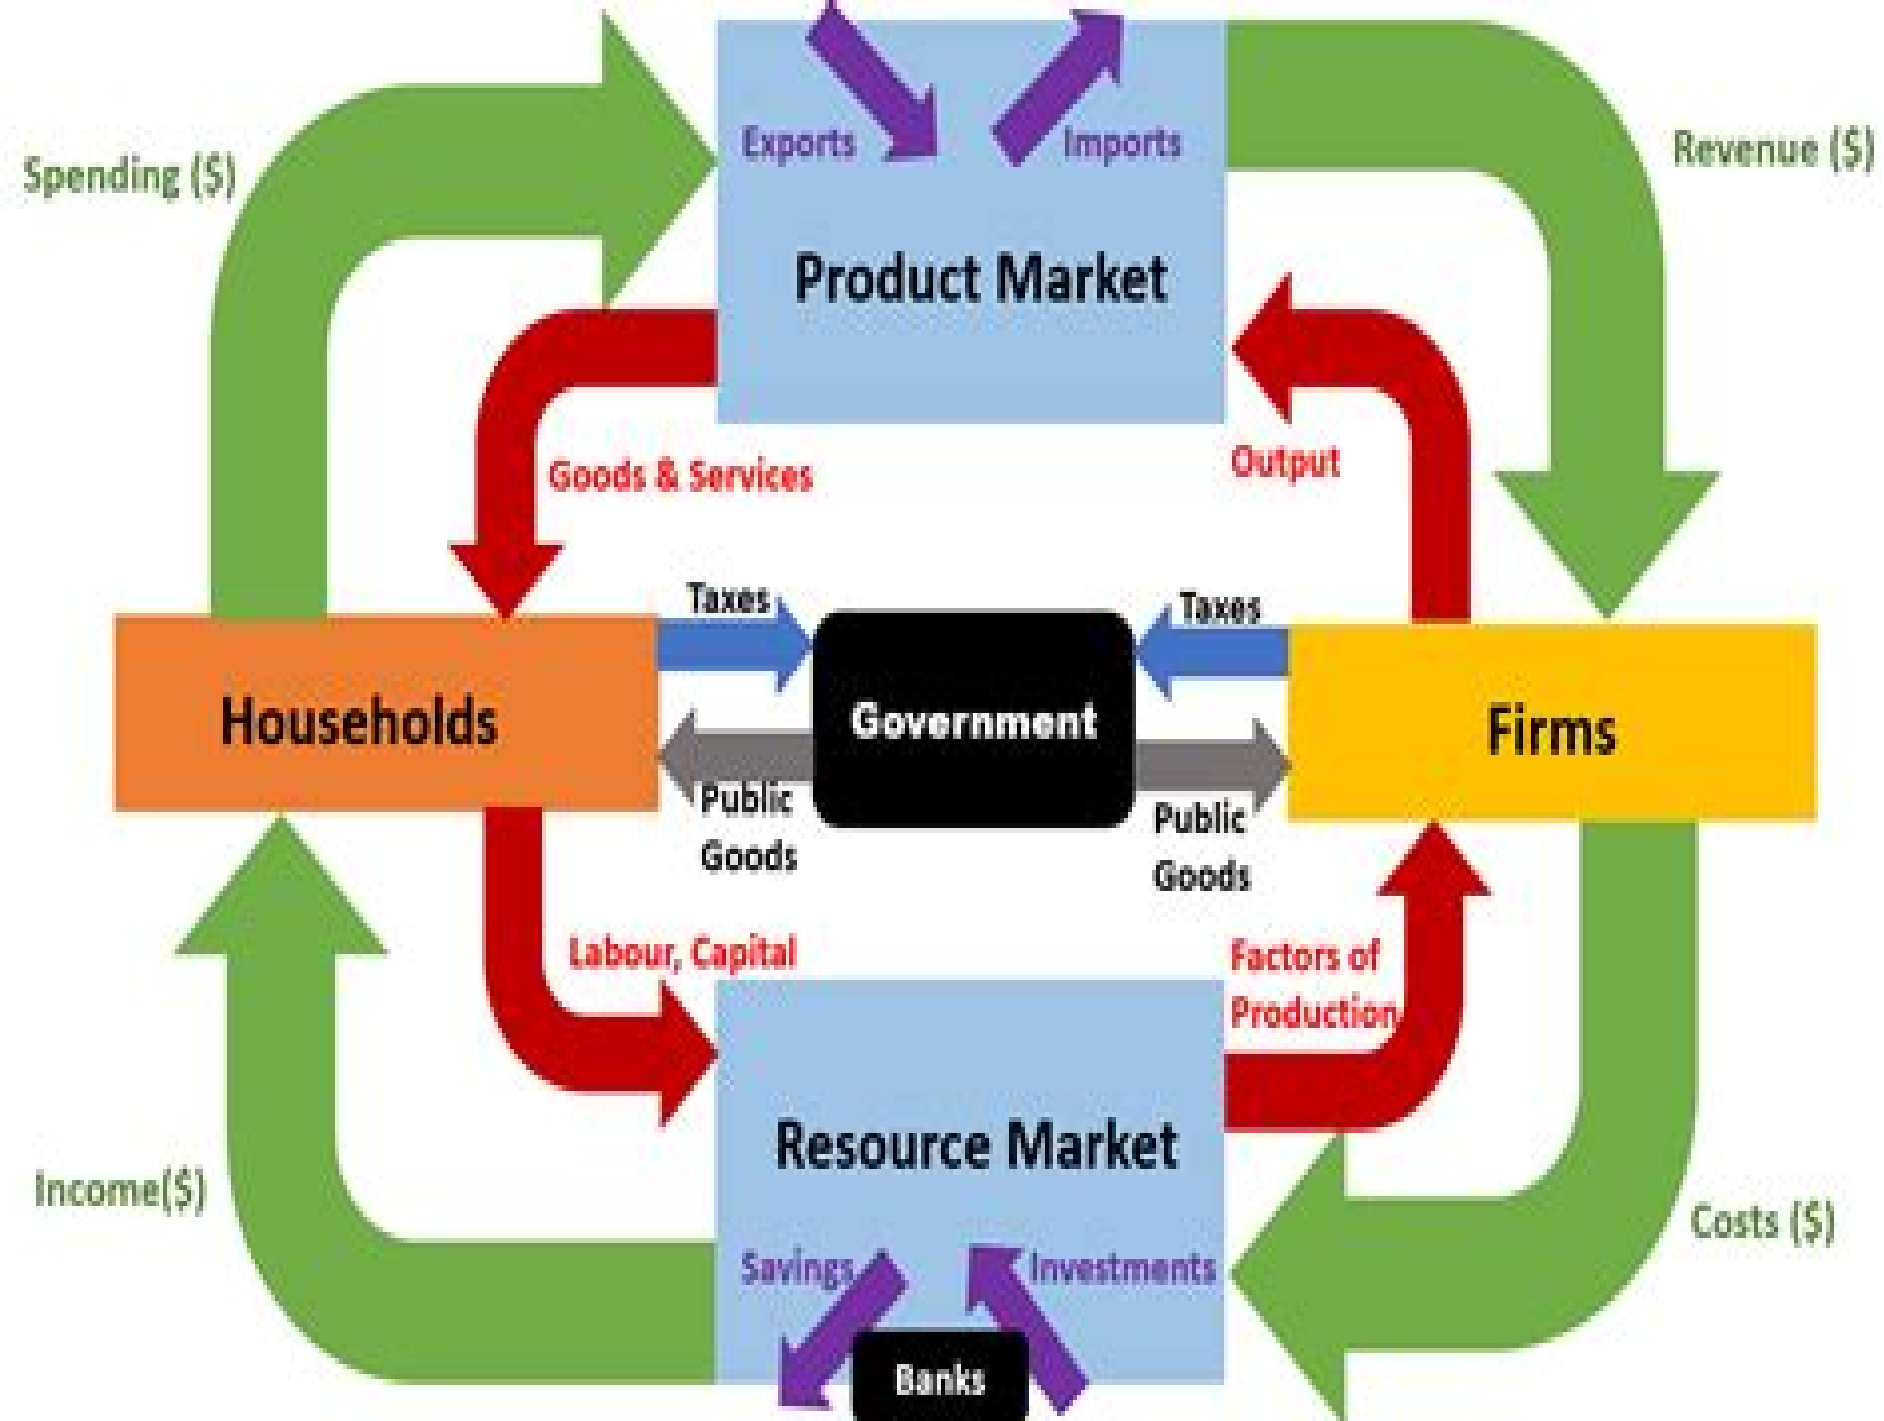 Exports
Imports
Spending ($)
Revenue ($)
Product Market
Goods & Services
Output
Taxes
Taxes
Households
Government
Firms
Public
Goods
Public
Goods
Labour, Capital
Factors of
Production
Resource Market
Income($)
Costs ($)
Savings
Investments
Banks